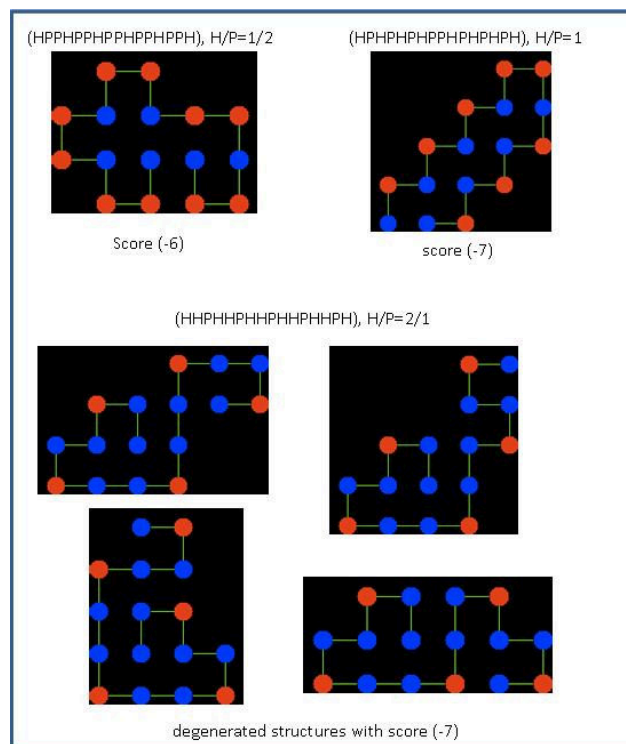 (HPPHPPHPPHPPHPPH), H/P=1/2
(HPHPHPHPPHPHPHPH), H/P=1
Score (-6)
score (-7)
(HHPHHPHHPHHPHHPH), H/P=2/1
degenerated structures with score (-7)